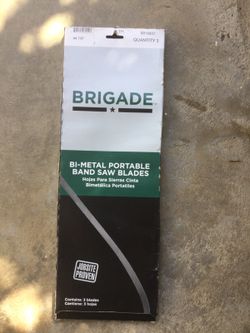 QUANTITY 3
BRIGADE
BI-METAL PORTABLE
BAND SAW BLADES
Hojas Para Sierras Cinta
Bimetálica Portatiles
JOBSITE
PROVEN
Contains: 3 blades
Contiene: 3 hojas